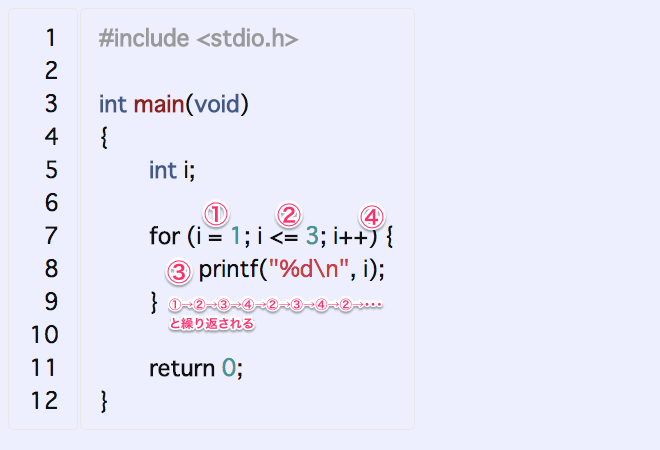 1 #include <stdio.h>
2
3 int main(void)
4 {
5 int i;
6 ① ② ④
7 for (i = 1; i <= 3; i++) {
8 ③ printf("%d\n", i);
9 } ①→②→③→④→②→③→④→②→・・・
と繰り返される
10
11 return 0;
12 }